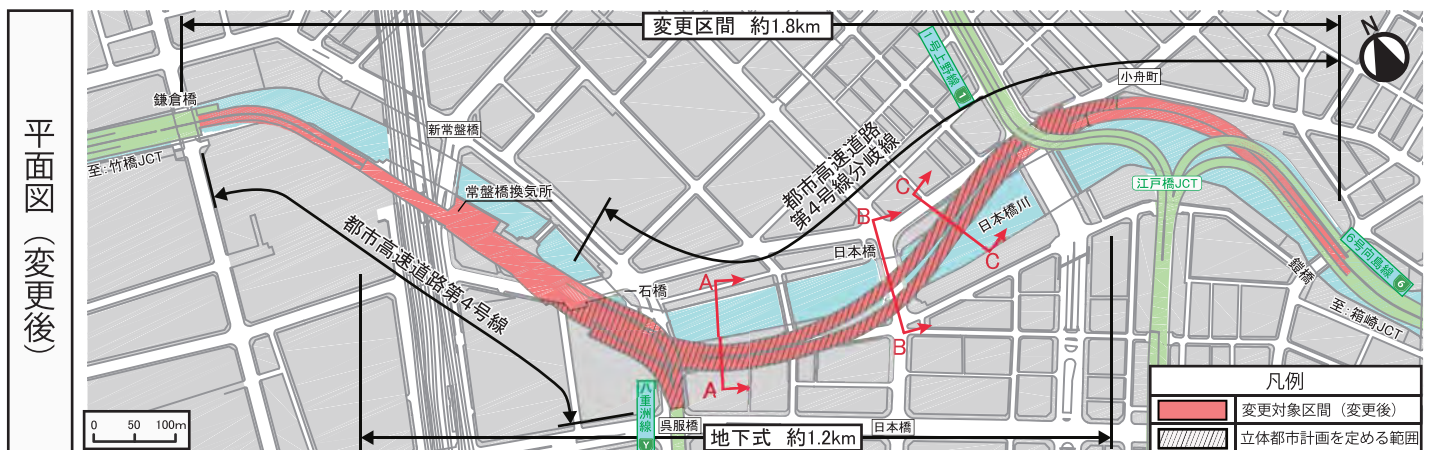 平面図（変更後）
変更区間 約1.8km
N
小舟町
1号上野線 1
鎌倉橋
新常盤橋
至:竹橋JCT
常盤橋換気所
都市高速道路
第4号線分岐線
C
江戸橋JCT
B
日本橋川
日本橋
C
6号向島線 6
都市高速道路第4号線
A
石橋
鎧橋
至:箱崎JCT
B
A
八重洲線 Y
呉服橋
日本橋
地下式 約1.2km
0 50 100m
凡例
変更対象区間（変更後）
立体都市計画を定める範囲